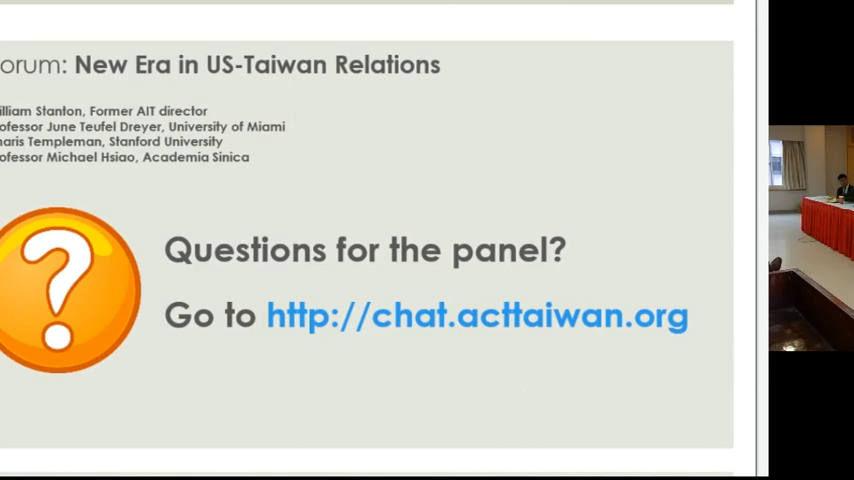 orum: New Era in US-Taiwan Relations
illiam Stanton, Former AIT director
ofessor June Teufel Dreyer, University of Miami
haris Templeman, Stanford University
ofessor Michael Hsiao, Academia Sinica
?
Questions for the panel?
Go to http://chat.acttaiwan.org